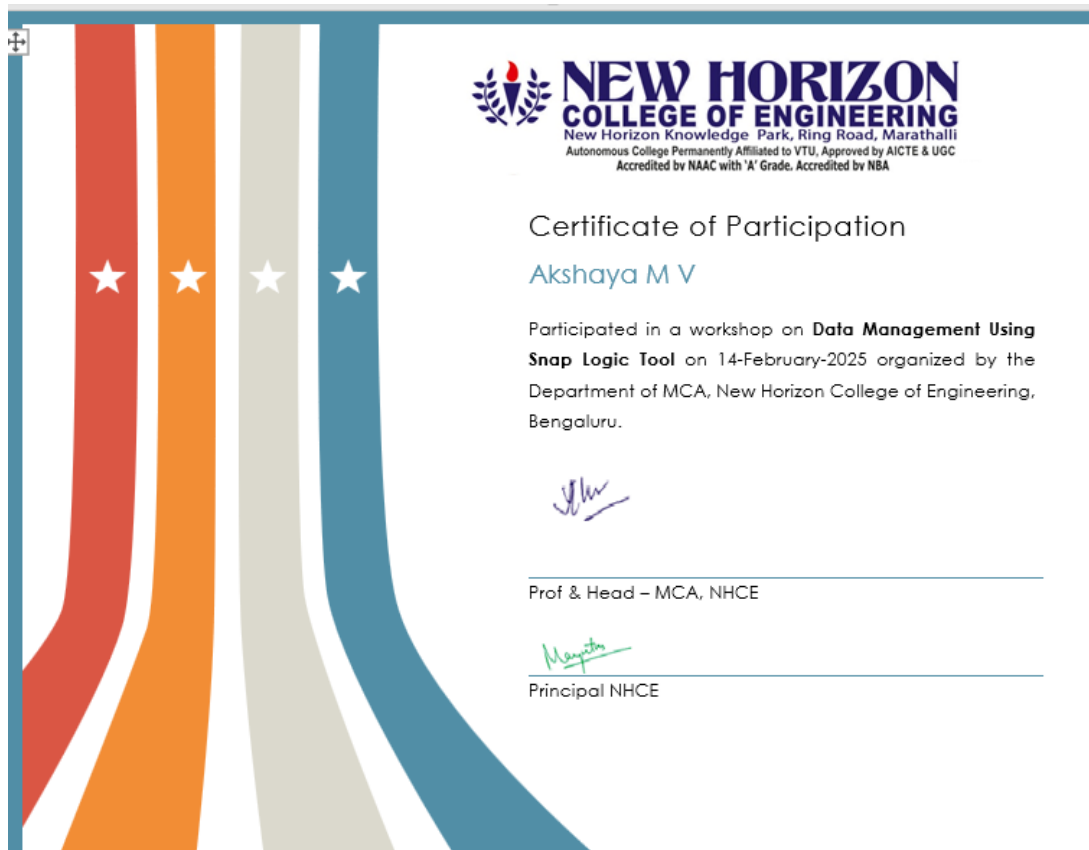 NEW HORIZON
COLLEGE OF ENGINEERING
New Horizon Knowledge Park, Ring Road, Marathalli
Autonomous College Permanently Affiliated to VTU, Approved by AICTE & UGC
Accredited by NAAC with 'A' Grade. Accredited by NBA
Certificate of Participation
Akshaya M V
Participated in a workshop on Data Management Using
Snap Logic Tool on 14-February-2025 organized by the
Department of MCA, New Horizon College of Engineering,
Bengaluru.
Prof & Head – MCA, NHCE
Principal NHCE